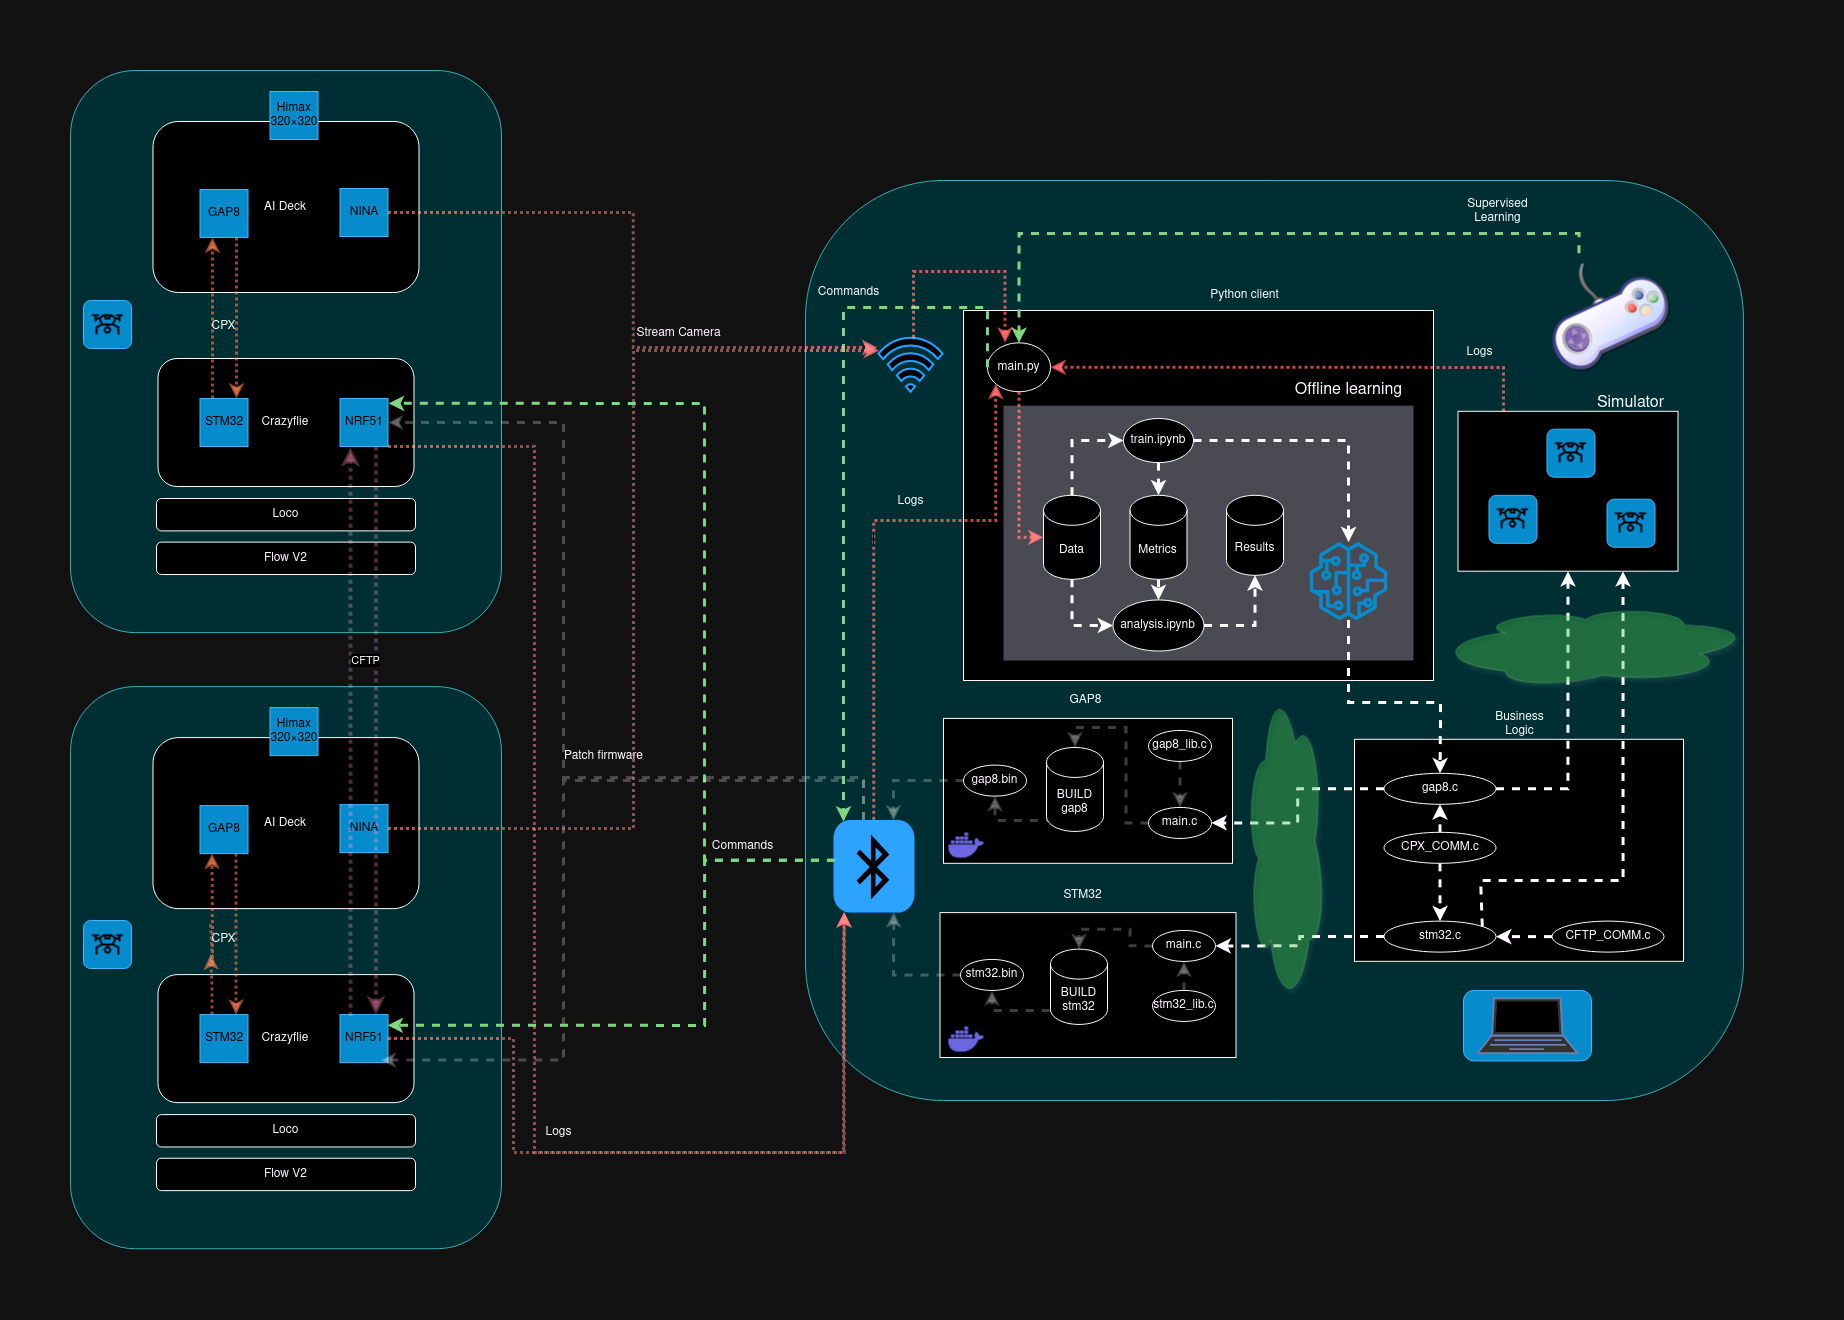 Himax
320×320
GAP8
AI Deck
NINA
CPX
STM32
Crazyflie
NRF51
Loco
Flow V2
CFTP
Himax
320×320
GAP8
AI Deck
NINA
CPX
STM32
Crazyflie
NRF51
Loco
Flow V2
Stream Camera
Patch firmware
Commands
Logs
Supervised
Learning
Commands
Python client
main.py
Logs
Offline learning
Simulator
train.ipynb
Logs
Data
Metrics
Results
analysis.ipynb
GAP8
gap8_lib.c
gap8.bin
BUILD
gap8
main.c
STM32
main.c
stm32.bin
BUILD
stm32
stm32_lib.c
Business
Logic
gap8.c
CPX_COMM.c
stm32.c
CFTP_COMM.c